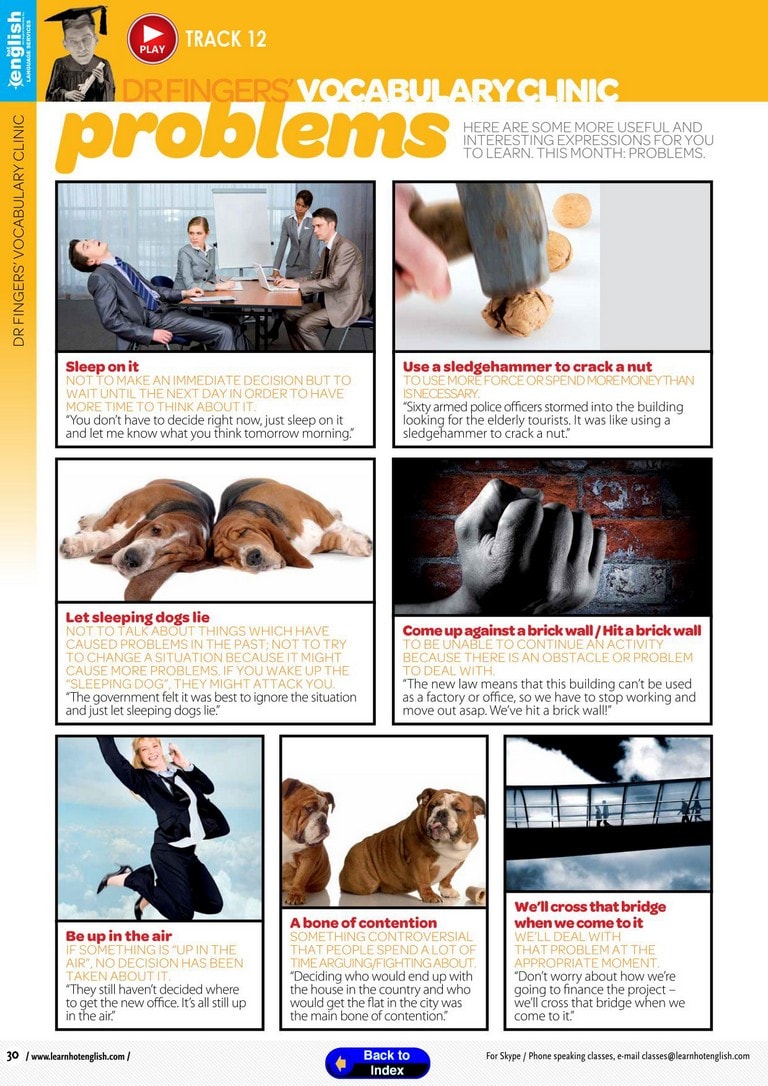 english
LANGUAGE SERVICES
PLAY
TRACK 12
DR FINGERS' VOCABULARY CLINIC
DR FINGERS' VOCABULARY CLINIC
problems
HERE ARE SOME MORE USEFUL AND
INTERESTING EXPRESSIONS FOR YOU
TO LEARN. THIS MONTH: PROBLEMS.
Sleep on it
NOT TO MAKE AN IMMEDIATE DECISION BUT TO
WAIT UNTIL THE NEXT DAY IN ORDER TO HAVE
MORE TIME TO THINK ABOUT IT.
“You don’t have to decide right now, just sleep on it
and let me know what you think tomorrow morning.”
Use a sledgehammer to crack a nut
TO USE MORE FORCE OR SPEND MORE MONEY THAN
IS NECESSARY.
“Sixty armed police officers stormed into the building
looking for the elderly tourists. It was like using a
sledgehammer to crack a nut.”
Let sleeping dogs lie
NOT TO TALK ABOUT THINGS WHICH HAVE
CAUSED PROBLEMS IN THE PAST; NOT TO TRY
TO CHANGE A SITUATION BECAUSE IT MIGHT
CAUSE MORE PROBLEMS. IF YOU WAKE UP THE
“SLEEPING DOG”, THEY MIGHT ATTACK YOU.
“The government felt it was best to ignore the situation
and just let sleeping dogs lie.”
Come up against a brick wall / Hit a brick wall
TO BE UNABLE TO CONTINUE AN ACTIVITY
BECAUSE THERE IS AN OBSTACLE OR PROBLEM
TO DEAL WITH.
“The new law means that this building can’t be used
as a factory or office, so we have to stop working and
move out asap. We’ve hit a brick wall!”
Be up in the air
IF SOMETHING IS “UP IN THE
AIR”, NO DECISION HAS BEEN
TAKEN ABOUT IT.
“They still haven’t decided where
to get the new office. It’s all still up
in the air.”
A bone of contention
SOMETHING CONTROVERSIAL
THAT PEOPLE SPEND A LOT OF
TIME ARGUING/FIGHTING ABOUT.
“Deciding who would end up with
the house in the country and who
would get the flat in the city was
the main bone of contention.”
We’ll cross that bridge
when we come to it
WE’LL DEAL WITH
THAT PROBLEM AT THE
APPROPRIATE MOMENT.
“Don’t worry about how we’re
going to finance the project –
we’ll cross that bridge when we
come to it.”
30 / www.learnhotenglish.com /
Back to
Index
For Skype / Phone speaking classes, e-mail classes@learnhotenglish.com